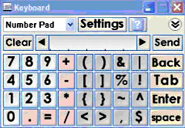 Keyboard
Number Pad Settings ?
Clear Send
7 8 9 + ( ) & | Back
4 5 6 - [ ] % ! Tab
1 2 3 * { } ~ ^ Enter
0 . = / < > $ space